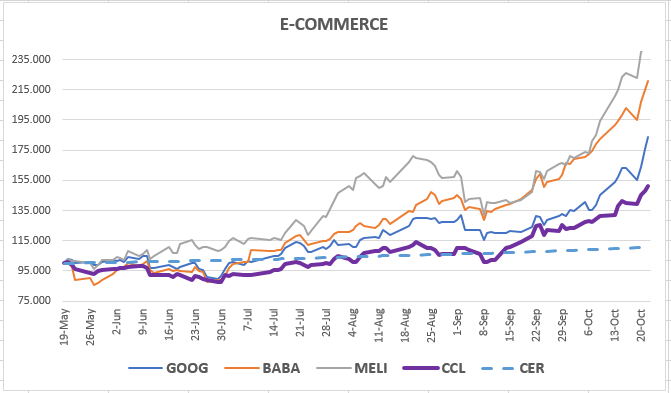 E-COMMERCE
235.000
215.000
195.000
175.000
155.000
135.000
115.000
95.000
75.000
19-May
26-May
2-Jun
9-Jun
16-Jun
23-Jun
30-Jun
7-Jul
14-Jul
21-Jul
28-Jul
4-Aug
11-Aug
18-Aug
25-Aug
1-Sep
8-Sep
15-Sep
22-Sep
29-Sep
6-Oct
13-Oct
20-Oct
GOOG BABA MELI CCL CER